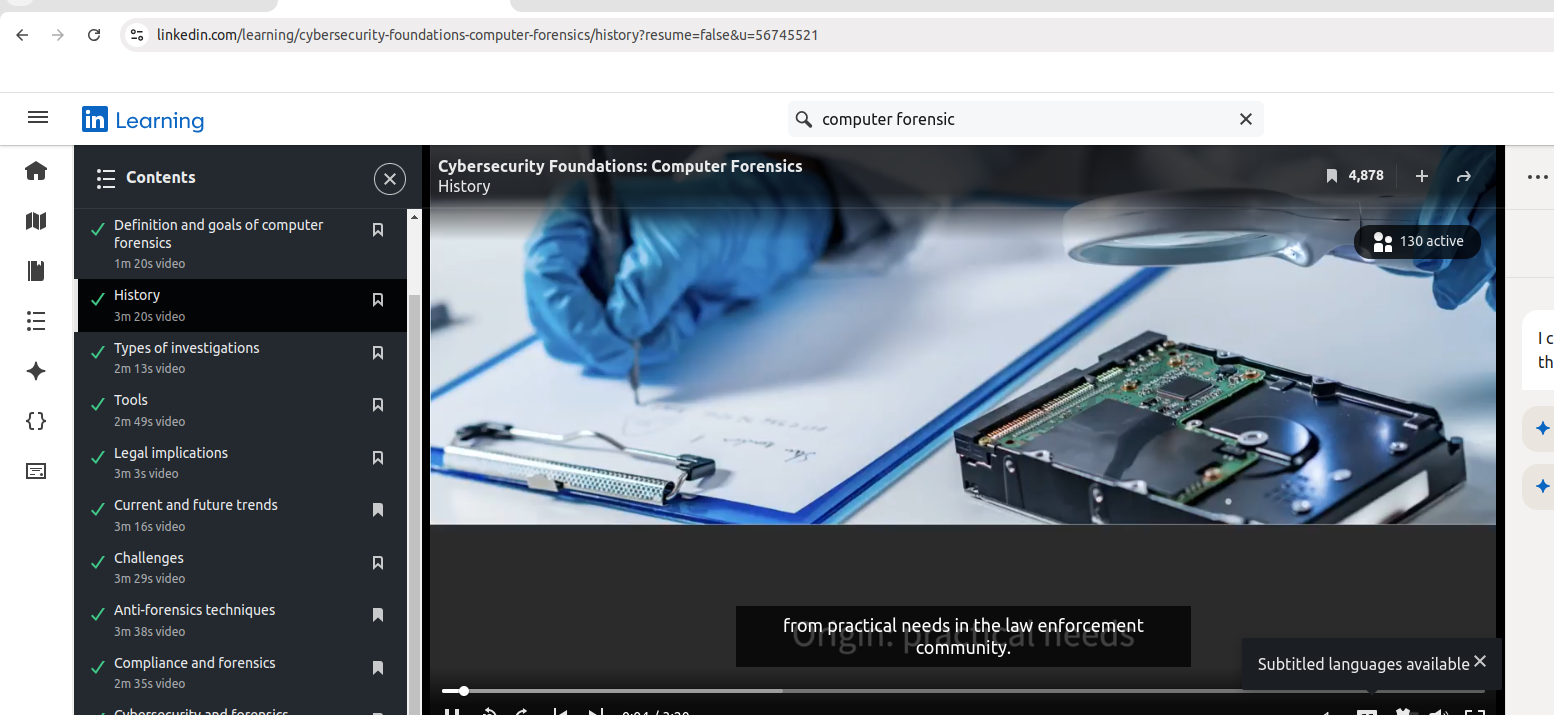 linkedin.com/learning/cybersecurity-foundations-computer-forensics/history?resume=false&u=56745521
in Learning
computer forensic
Contents
Definition and goals of computer
forensics
1m 20s video
History
3m 20s video
Types of investigations
2m 13s video
Tools
2m 49s video
Legal implications
3m 3s video
Current and future trends
3m 16s video
Challenges
3m 29s video
Anti-forensics techniques
3m 38s video
Compliance and forensics
2m 35s video
Cybersecurity and forensics
Cybersecurity Foundations: Computer Forensics
History
4,878
130 active
Origin: practical needs
from practical needs in the law enforcement
community.
Subtitled languages available
0:04 / 3:20
I c
th